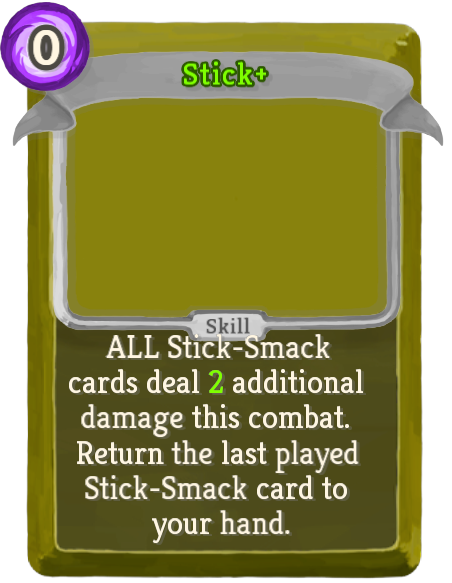 0
Stick+
Skill
ALL Stick-Smack
cards deal 2 additional
damage this combat.
Return the last played
Stick-Smack card to
your hand.